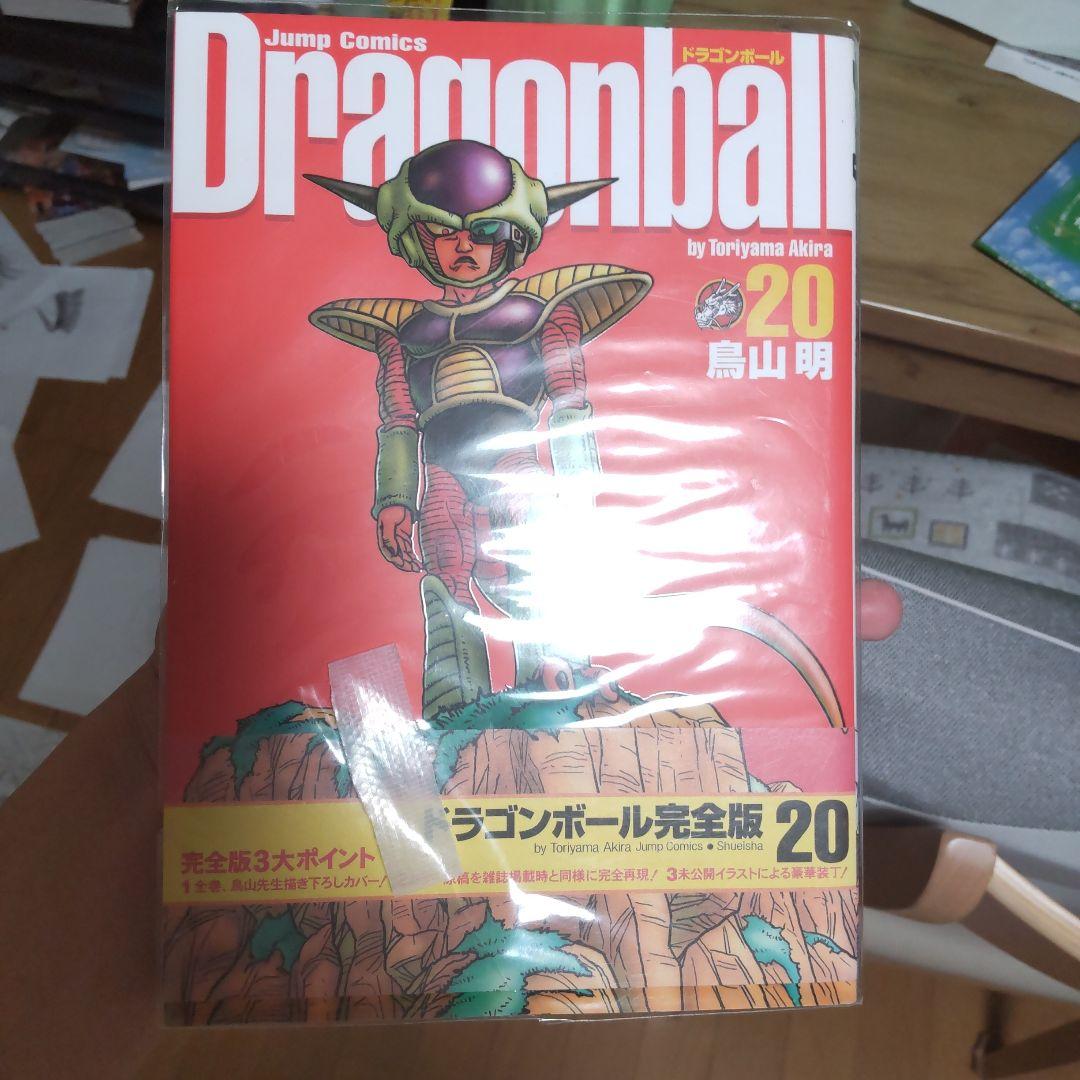 Jump Comics
Dragonball
ドラゴンボール
by Toriyama Akira
20
鳥山 明
ドラゴンボール完全版 20
by Toriyama Akira Jump Comics ● Shueisha
完全版3大ポイント
1全巻、鳥山先生描き下ろしカバー! 原稿を雑誌掲載時と同様に完全再現! 3未公開イラストによる豪華装丁!